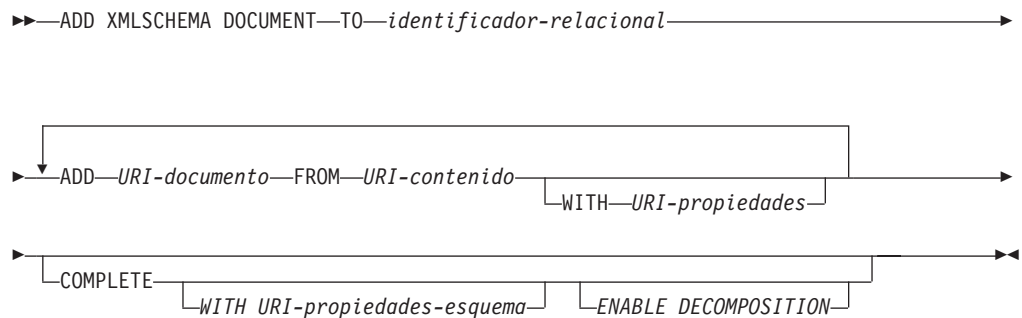 ADD XMLSCHEMA DOCUMENT TO identificador-relacional
ADD URI-documento FROM URI-contenido
WITH URI-propiedades
COMPLETE
WITH URI-propiedades-esquema ENABLE DECOMPOSITION